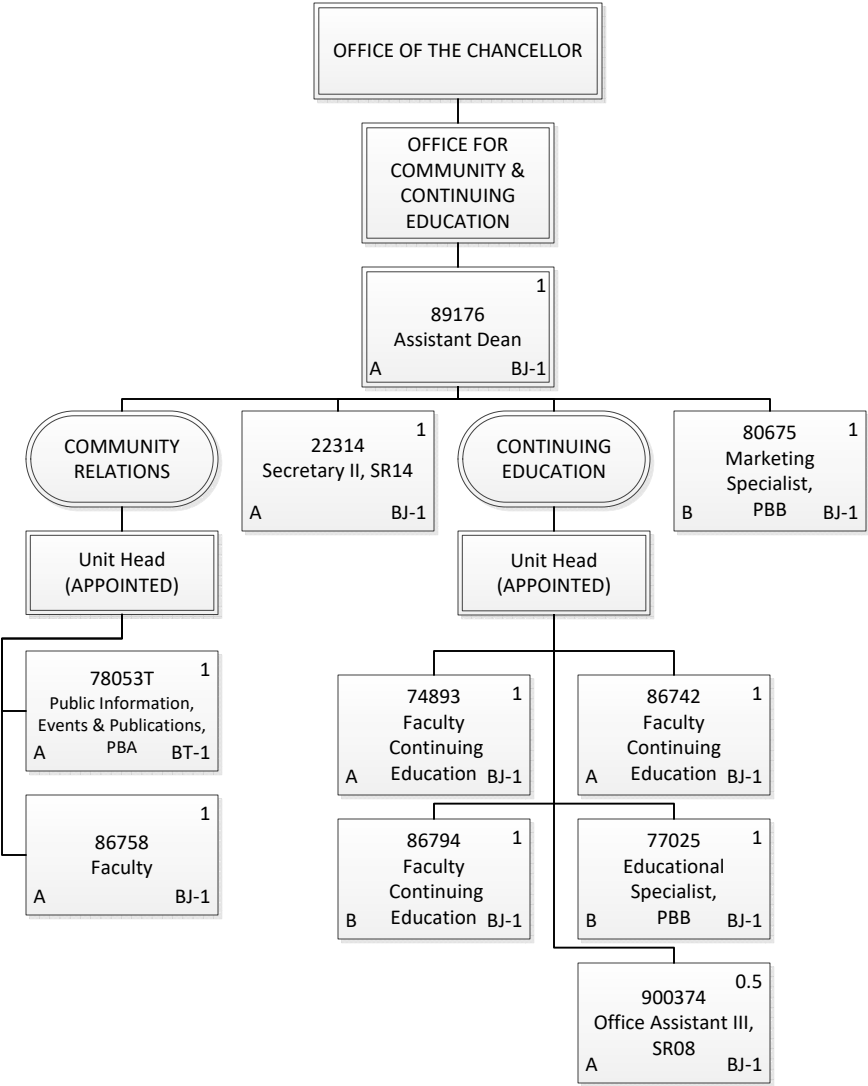 OFFICE OF THE CHANCELLOR
OFFICE FOR
COMMUNITY &
CONTINUING
EDUCATION
1
89176
Assistant Dean
A BJ-1
COMMUNITY
RELATIONS
22314 1
Secretary II, SR14
A BJ-1
CONTINUING
EDUCATION
80675 1
Marketing
Specialist,
B PBB BJ-1
Unit Head
(APPOINTED)
Unit Head
(APPOINTED)
78053T 1
Public Information,
Events & Publications,
PBA
A BT-1
1
86758
Faculty
A BJ-1
74893 1
Faculty
Continuing
A Education BJ-1
86742 1
Faculty
Continuing
A Education BJ-1
86794 1
Faculty
Continuing
B Education BJ-1
77025 1
Educational
Specialist,
B PBB BJ-1
0.5
900374
Office Assistant III,
SR08
A BJ-1